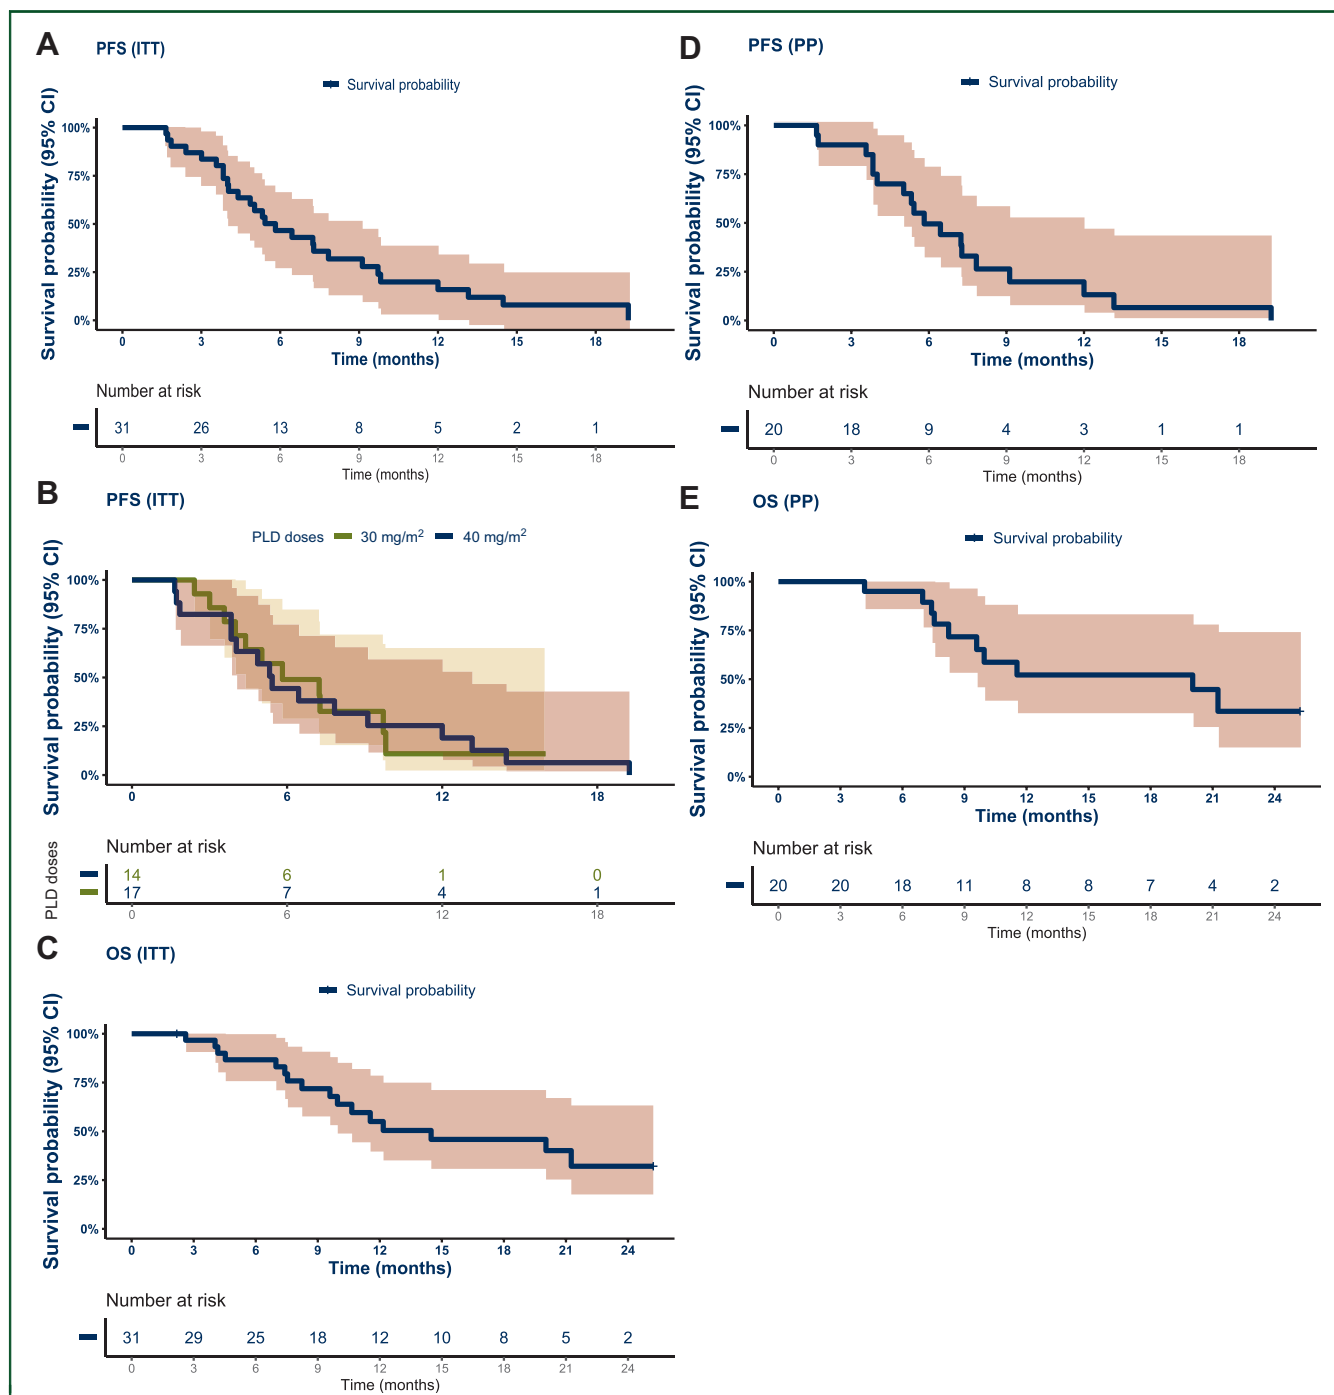 A
PFS (ITT)
Survival probability
Survival probability (95% CI)
100%
75%
50%
25%
0%
0 3 6 9 12 15 18
Time (months)
Number at risk
31 26 13 8 5 2 1
0 3 6 9 12 15 18
Time (months)
B
PFS (ITT)
PLD doses 30 mg/m² 40 mg/m²
Survival probability (95% CI)
100%
75%
50%
25%
0%
0 6 12 18
Number at risk
PLD doses
14 6 1 0
17 7 4 1
0 6 12 18
C
OS (ITT)
Survival probability
Survival probability (95% CI)
100%
75%
50%
25%
0%
0 3 6 9 12 15 18 21 24
Time (months)
Number at risk
31 29 25 18 12 10 8 5 2
0 3 6 9 12 15 18 21 24
Time (months)
D
PFS (PP)
Survival probability
Survival probability (95% CI)
100%
75%
50%
25%
0%
0 3 6 9 12 15 18
Time (months)
Number at risk
20 18 9 4 3 1 1
0 3 6 9 12 15 18
Time (months)
E
OS (PP)
Survival probability
Survival probability (95% CI)
100%
75%
50%
25%
0%
0 3 6 9 12 15 18 21 24
Time (months)
Number at risk
20 20 18 11 8 8 7 4 2
0 3 6 9 12 15 18 21 24
Time (months)